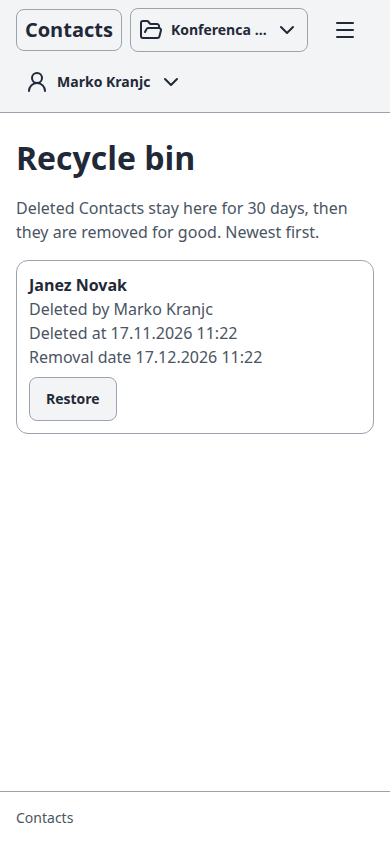 Contacts
Konferenca ...
Marko Kranjc
Recycle bin
Deleted Contacts stay here for 30 days, then
they are removed for good. Newest first.
Janez Novak
Deleted by Marko Kranjc
Deleted at 17.11.2026 11:22
Removal date 17.12.2026 11:22
Restore
Contacts